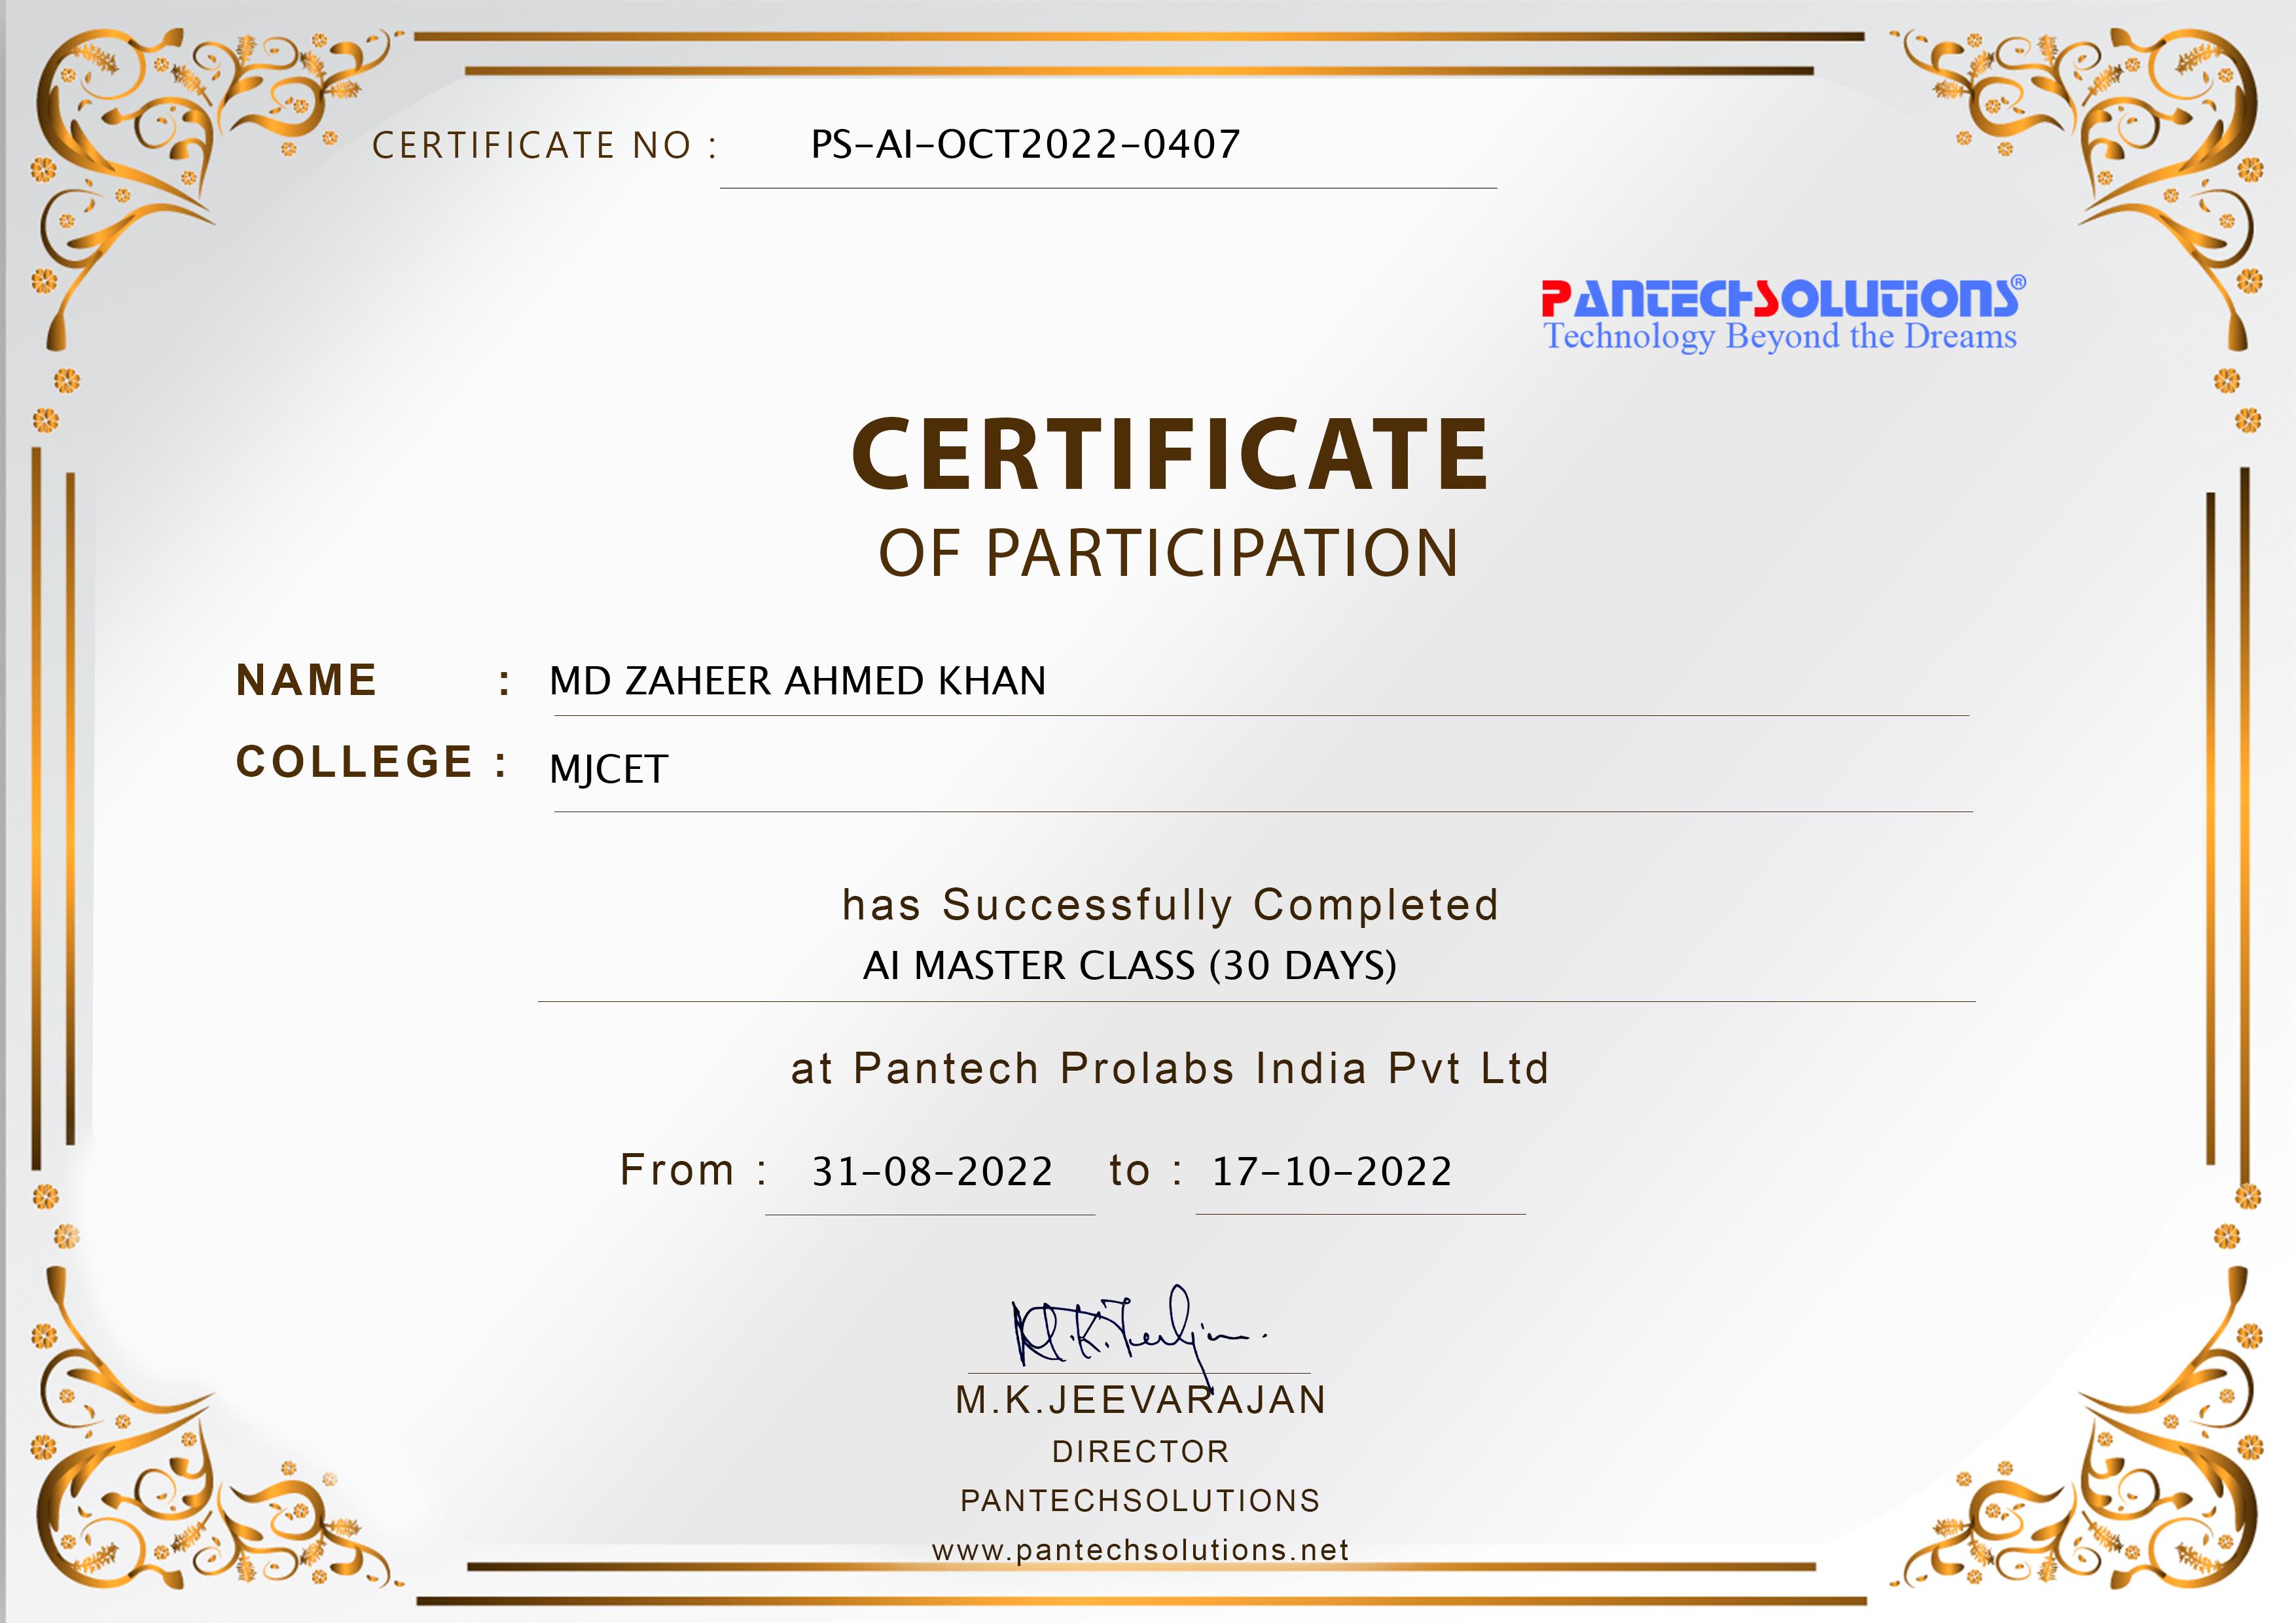 CERTIFICATE NO : PS-AI-OCT2022-0407
PANTECHSOLUTIONS®
Technology Beyond the Dreams
CERTIFICATE
OF PARTICIPATION
NAME : MD ZAHEER AHMED KHAN
COLLEGE : MJCET
has Successfully Completed
AI MASTER CLASS (30 DAYS)
at Pantech Prolabs India Pvt Ltd
From : 31-08-2022 to : 17-10-2022
M.K.JEEVARAJAN
DIRECTOR
PANTECHSOLUTIONS
www.pantechsolutions.net